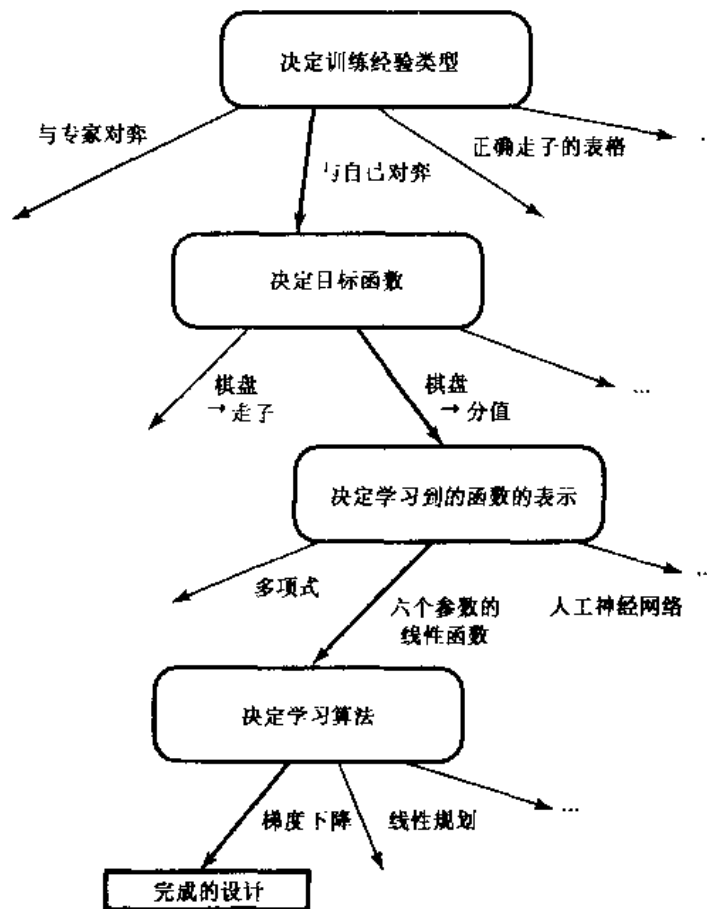 决定训练经验类型
与专家对弈
与自己对弈
正确走子的表格
决定目标函数
棋盘
→走子
棋盘
→分值
...
决定学习到的函数的表示
多项式
六个参数的
线性函数
人工神经网络
...
决定学习算法
梯度下降
线性规划
...
完成的设计